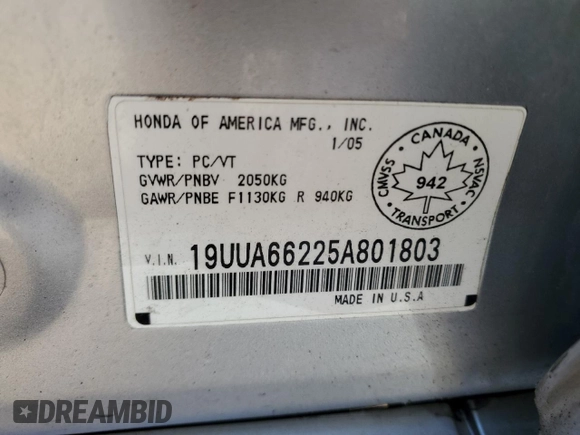 HONDA OF AMERICA MFG., INC.
1/05
TYPE: PC/VT
GVWR/PNBV 2050KG
GAWR/PNBE F1130KG R 940KG
CANADA
CMVSS
NSVAC
942
TRANSPORT
V.I.N. 19UUA66225A801803
MADE IN U.S.A
DREAMBID